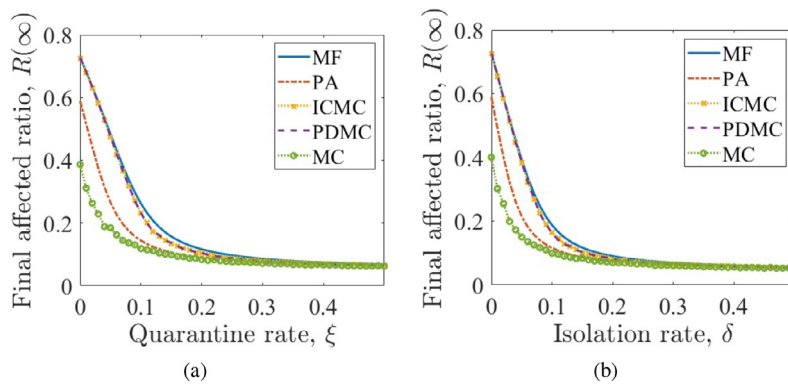 Final affected ratio, R(∞)
0.8
0.6
0.4
0.2
0
MF
PA
ICMC
PDMC
MC
0 0.1 0.2 0.3 0.4
Quarantine rate, ξ
(a)
Final affected ratio, R(∞)
0.8
0.6
0.4
0.2
0
MF
PA
ICMC
PDMC
MC
0 0.1 0.2 0.3 0.4
Isolation rate, δ
(b)